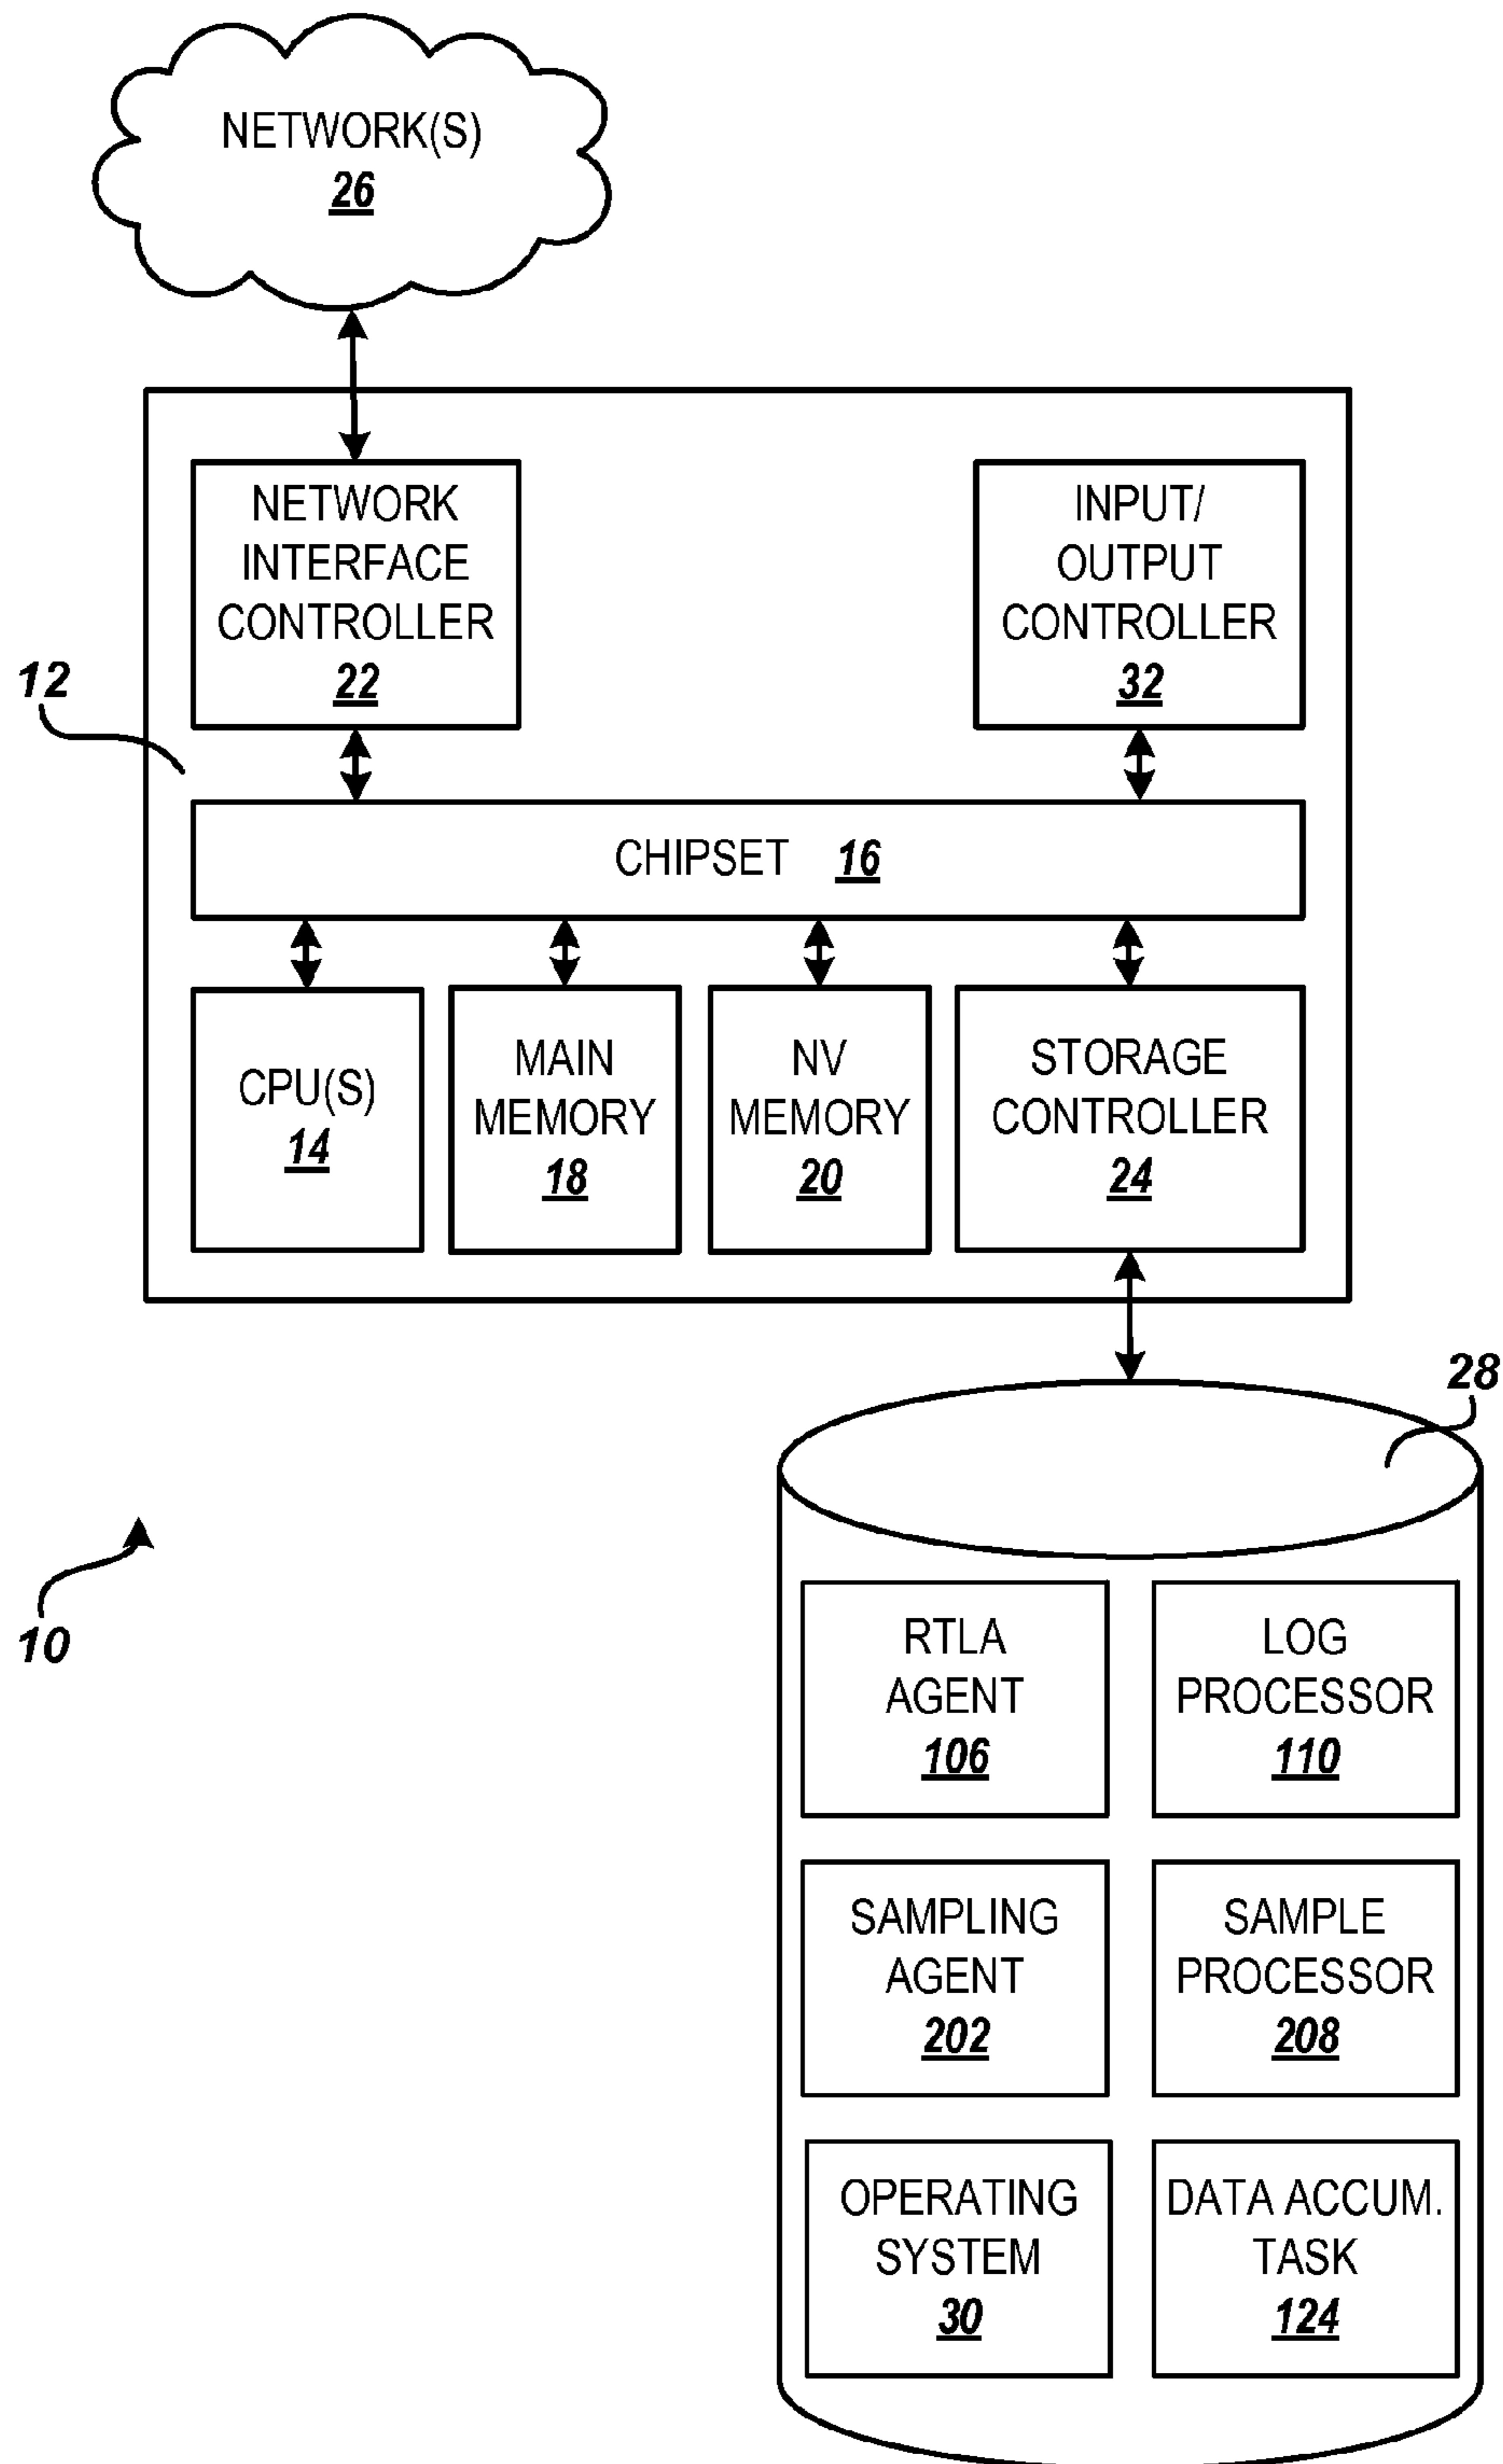 NETWORK(S)
26
NETWORK
INTERFACE
CONTROLLER
22
INPUT/
OUTPUT
CONTROLLER
32
12
CHIPSET 16
CPU(S)
14
MAIN
MEMORY
18
NV
MEMORY
20
STORAGE
CONTROLLER
24
28
10
RTLA
AGENT
106
LOG
PROCESSOR
110
SAMPLING
AGENT
202
SAMPLE
PROCESSOR
208
OPERATING
SYSTEM
30
DATA ACCUM.
TASK
124